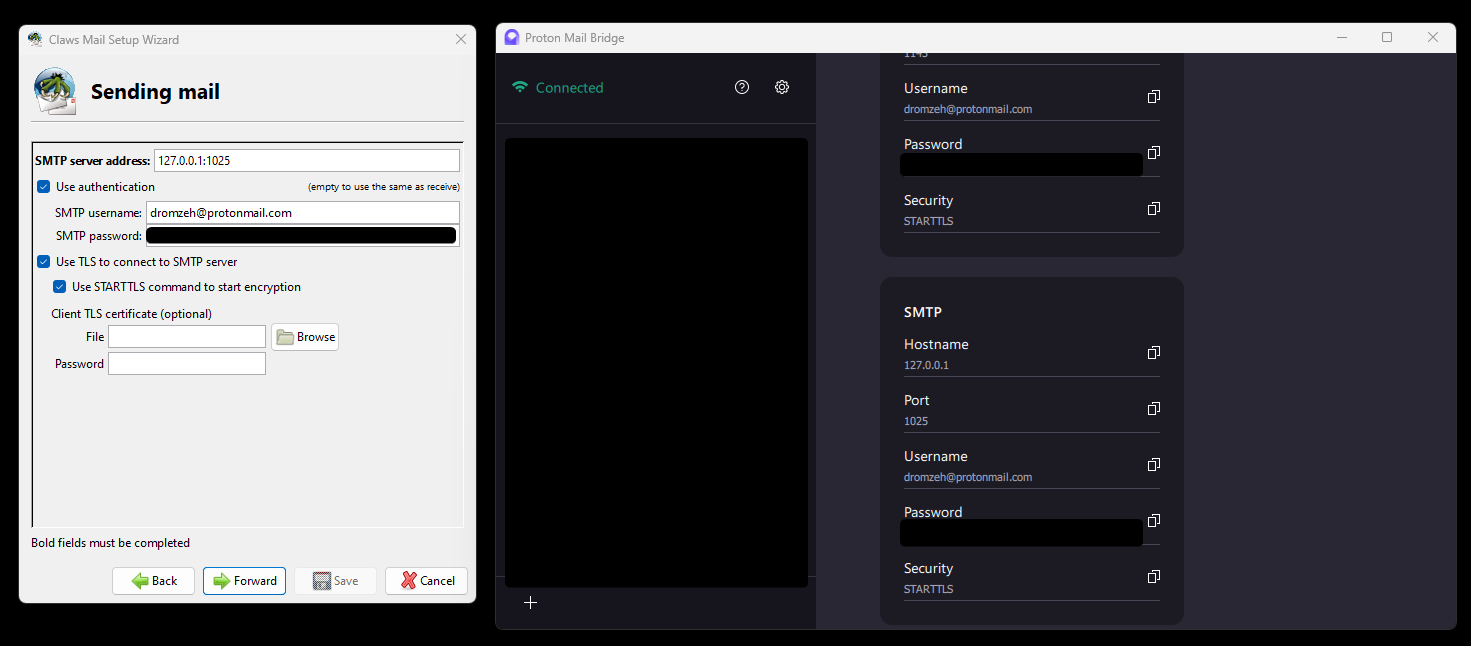 Claws Mail Setup Wizard
Sending mail
SMTP server address: 127.0.0.1:1025
Use authentication (empty to use the same as receive)
SMTP username: dromzeh@protonmail.com
SMTP password:
Use TLS to connect to SMTP server
Use STARTTLS command to start encryption
Client TLS certificate (optional)
File Browse
Password
Bold fields must be completed
Back Forward Save Cancel
Proton Mail Bridge
Connected
1143
Username
dromzeh@protonmail.com
Password
Security
STARTTLS
SMTP
Hostname
127.0.0.1
Port
1025
Username
dromzeh@protonmail.com
Password
Security
STARTTLS